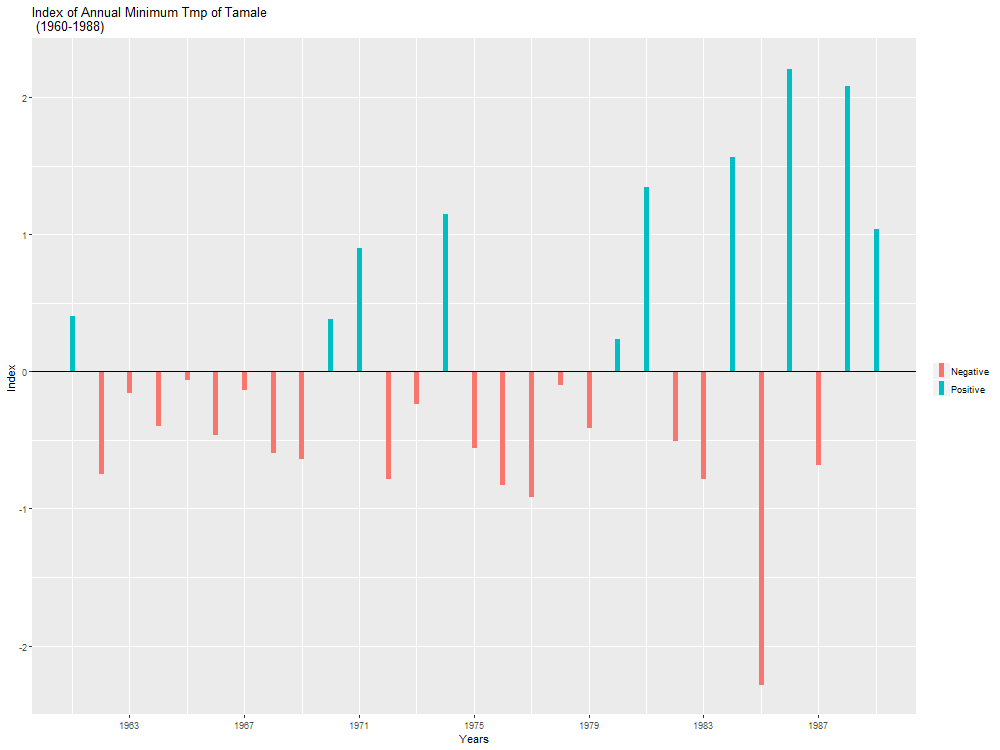 Index of Annual Minimum Tmp of Tamale
(1960-1988)
2
1
0
-1
-2
Index
1963 1967 1971 1975 1979 1983 1987
Years
Negative
Positive